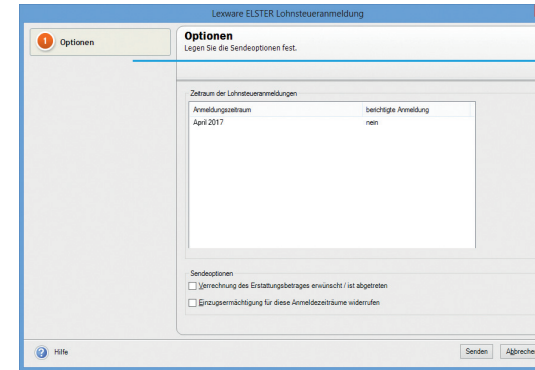 Lexware ELSTER Lohnsteueranmeldung
1 Optionen
Optionen
Legen Sie die Sendeoptionen fest.
Zeitraum der Lohnsteueranmeldungen
Anmeldungszeitraum berichtigte Anmeldung
April 2017 nein
Sendeoptionen
Verrechnung des Erstattungsbetrages erwünscht / ist abgetreten
Einzugsermächtigung für diese Anmeldezeiträume widerrufen
? Hilfe
Senden Abbreche